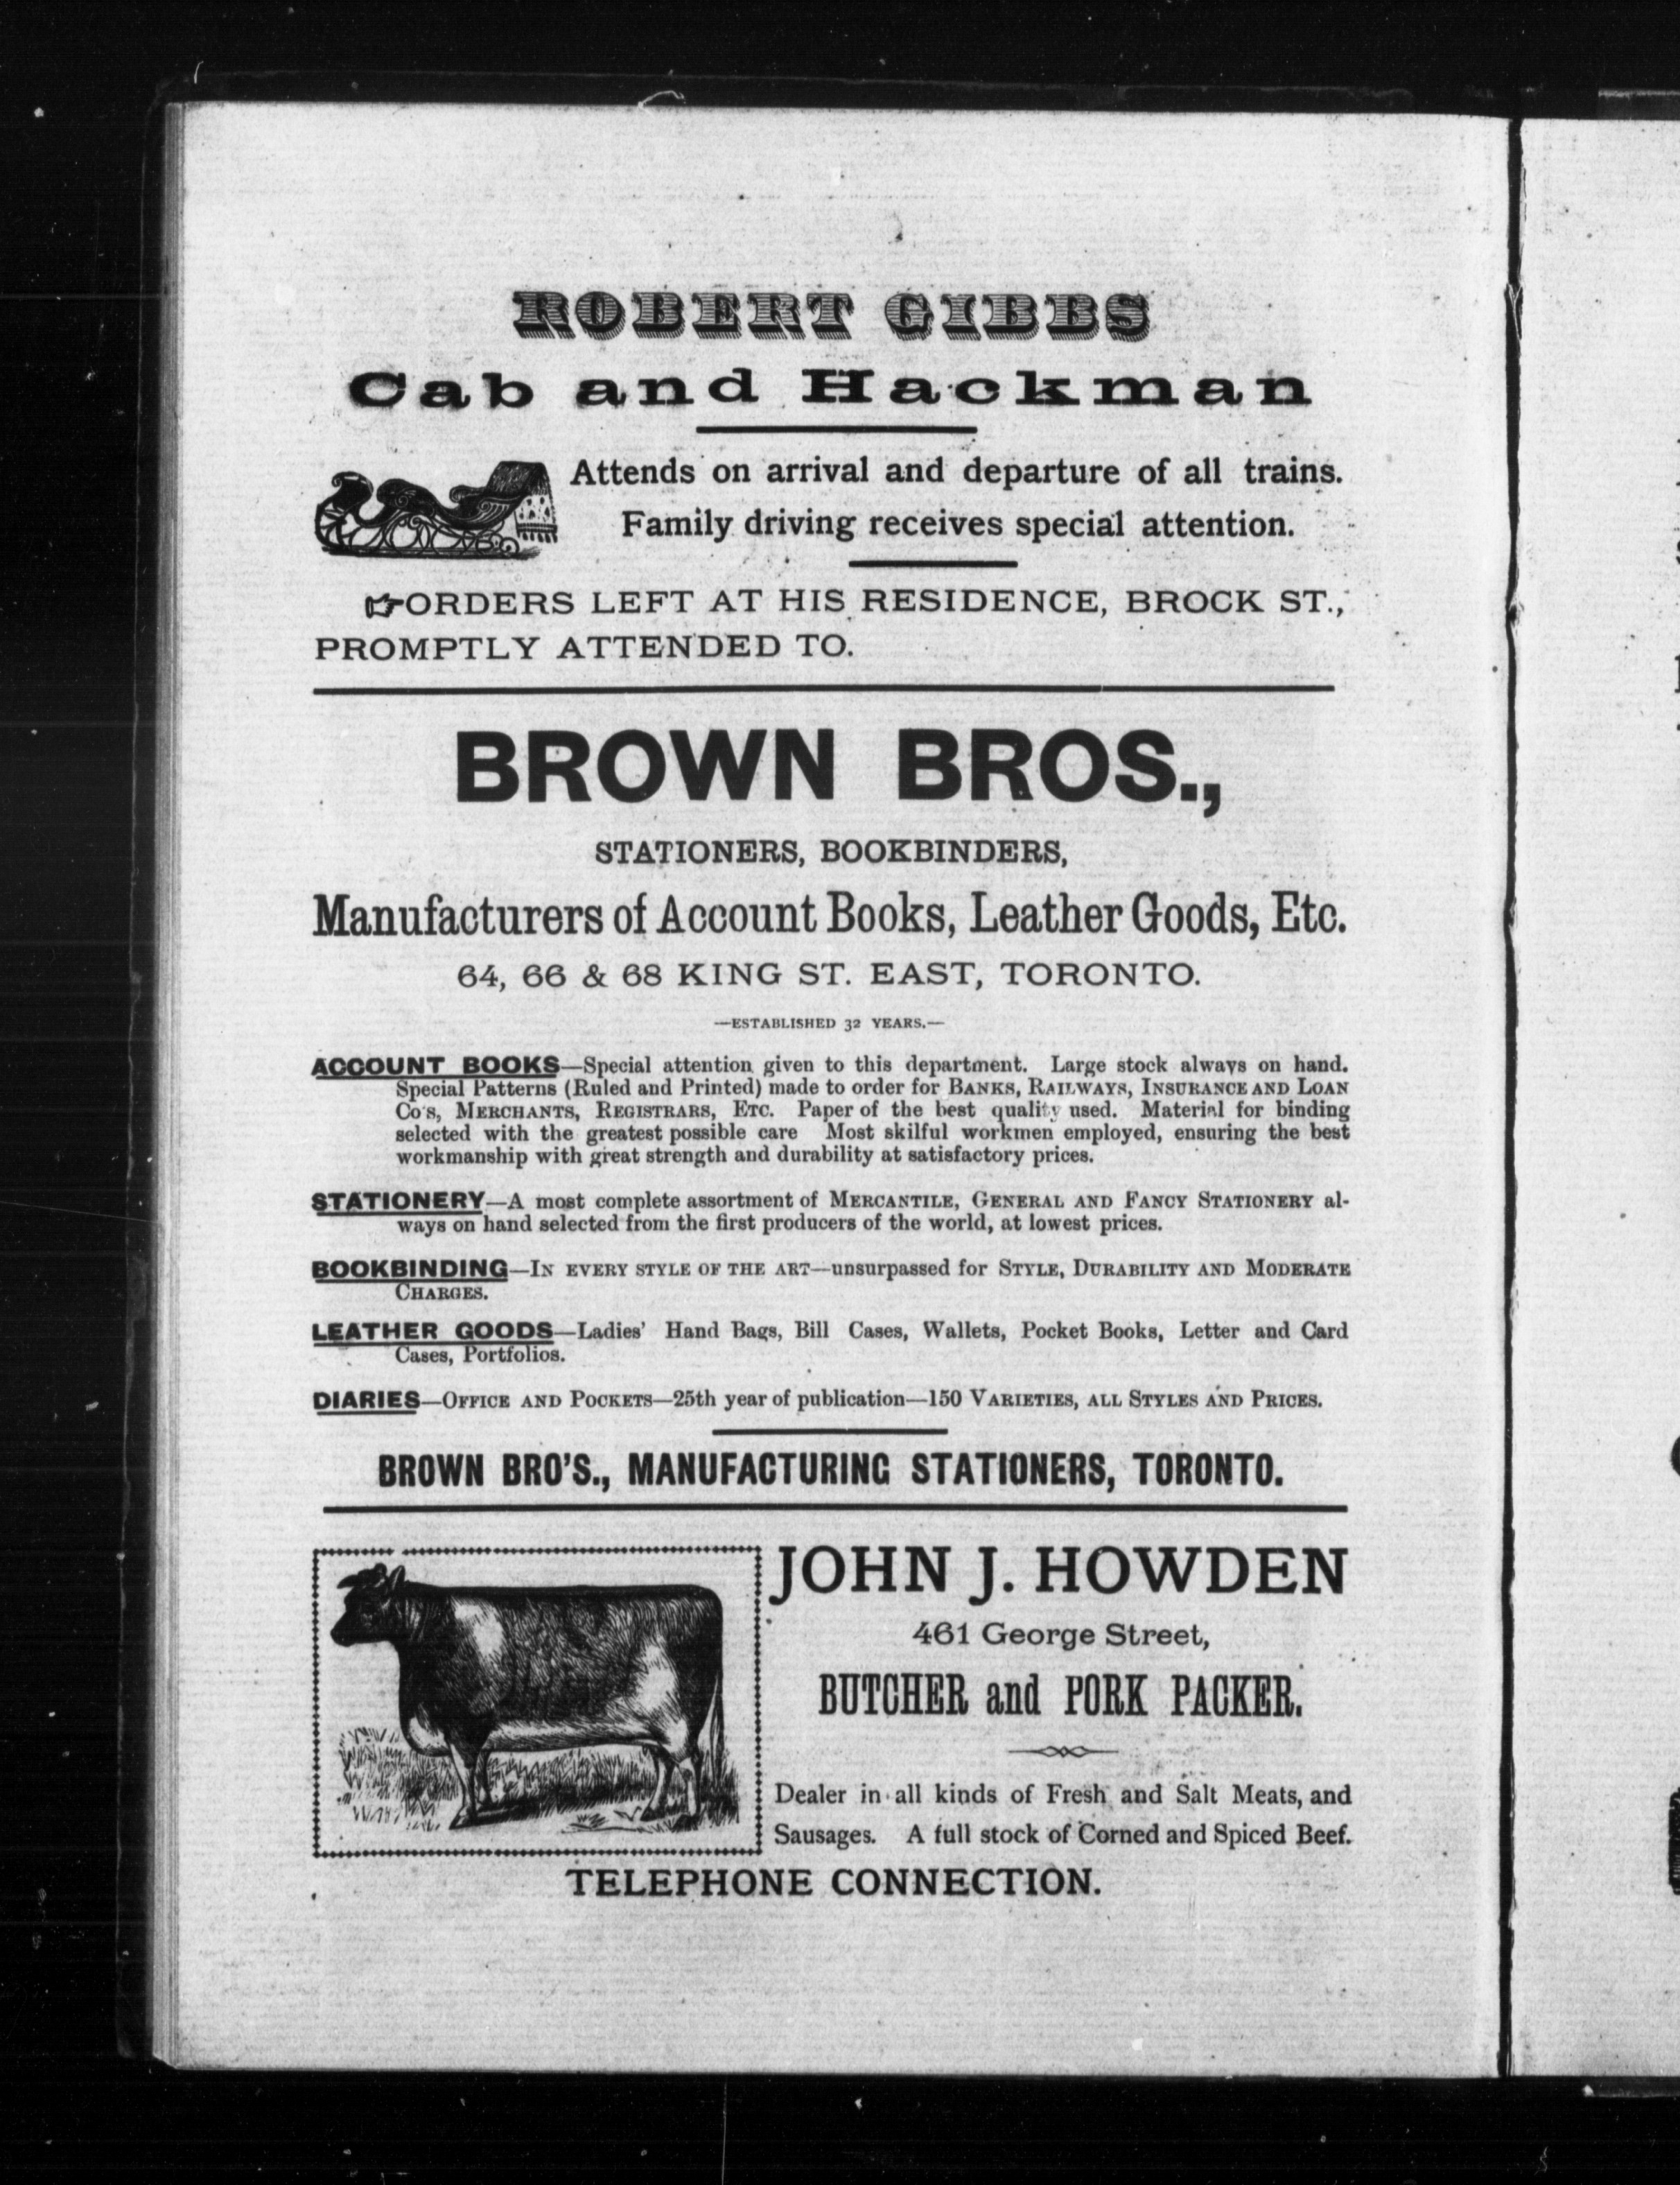 ROBERT GIBBS
Cab and Hackman
Attends on arrival and departure of all trains.
Family driving receives special attention.
☞ORDERS LEFT AT HIS RESIDENCE, BROCK ST.,
PROMPTLY ATTENDED TO.
BROWN BROS.,
STATIONERS, BOOKBINDERS,
Manufacturers of Account Books, Leather Goods, Etc.
64, 66 & 68 KING ST. EAST, TORONTO.
—ESTABLISHED 32 YEARS.—
ACCOUNT BOOKS—Special attention given to this department. Large stock always on hand.
Special Patterns (Ruled and Printed) made to order for BANKS, RAILWAYS, INSURANCE AND LOAN
CO'S, MERCHANTS, REGISTRARS, ETC. Paper of the best quality used. Material for binding
selected with the greatest possible care Most skilful workmen employed, ensuring the best
workmanship with great strength and durability at satisfactory prices.
STATIONERY—A most complete assortment of MERCANTILE, GENERAL AND FANCY STATIONERY al-
ways on hand selected from the first producers of the world, at lowest prices.
BOOKBINDING—IN EVERY STYLE OF THE ART—unsurpassed for STYLE, DURABILITY AND MODERATE
CHARGES.
LEATHER GOODS—Ladies' Hand Bags, Bill Cases, Wallets, Pocket Books, Letter and Card
Cases, Portfolios.
DIARIES—OFFICE AND POCKETS—25th year of publication—150 VARIETIES, ALL STYLES AND PRICES.
BROWN BRO'S., MANUFACTURING STATIONERS, TORONTO.
JOHN J. HOWDEN
461 George Street,
BUTCHER and PORK PACKER.
Dealer in all kinds of Fresh and Salt Meats, and
Sausages. A full stock of Corned and Spiced Beef.
TELEPHONE CONNECTION.